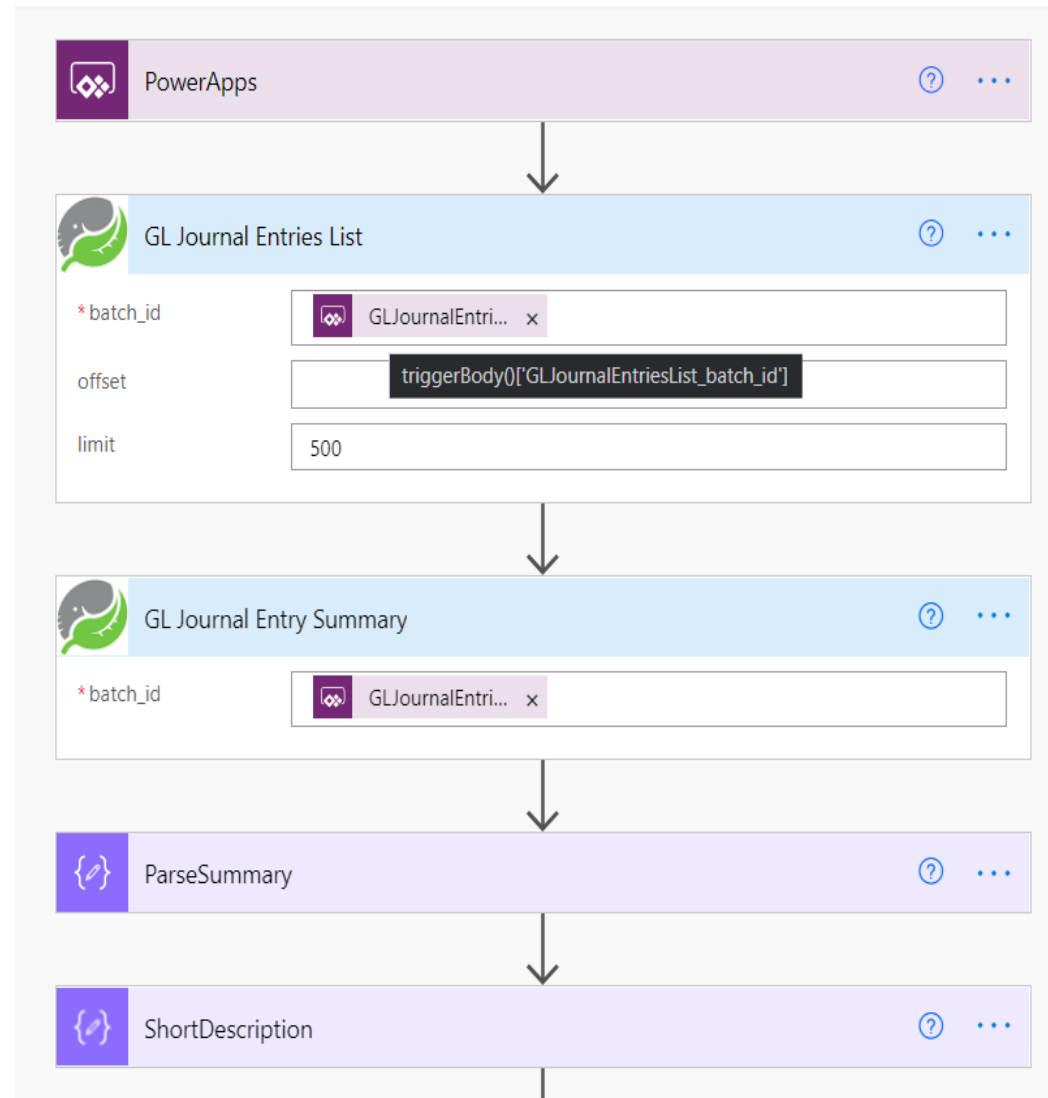 PowerApps
GL Journal Entries List
* batch_id
GLJournalEntri... ×
triggerBody()['GLJournalEntriesList_batch_id']
offset
limit
500
GL Journal Entry Summary
* batch_id
GLJournalEntri... ×
ParseSummary
ShortDescription